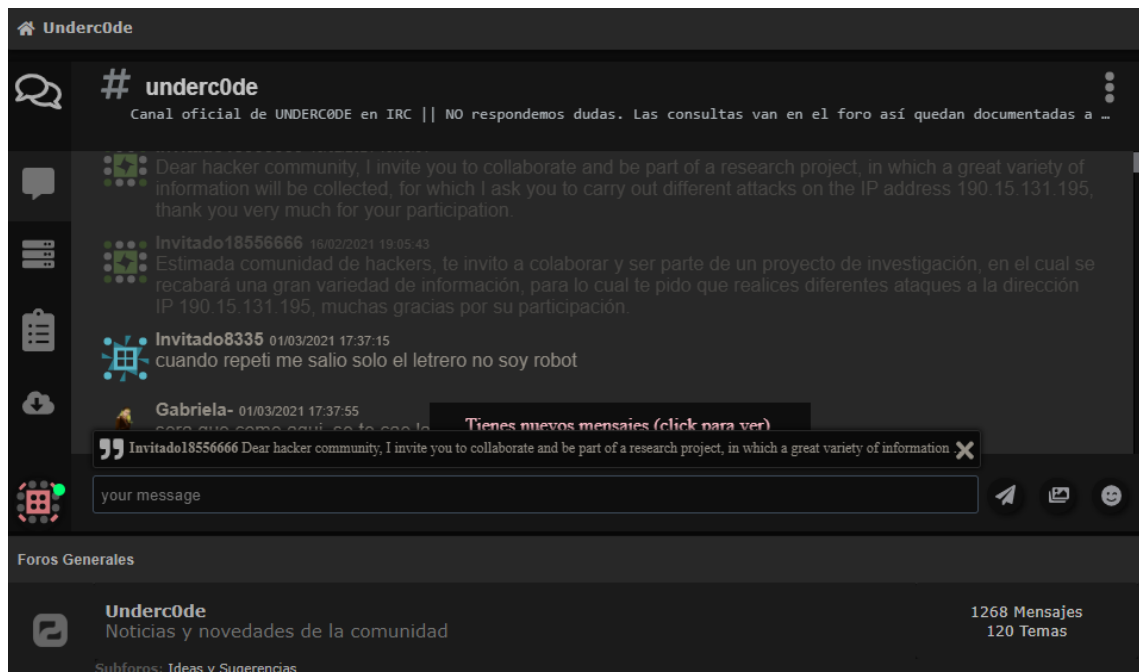 Underc0de
# underc0de
Canal oficial de UNDERC0DE en IRC || NO respondemos dudas. Las consultas van en el foro así quedan documentadas a …
Dear hacker community, I invite you to collaborate and be part of a research project, in which a great variety of
information will be collected, for which I ask you to carry out different attacks on the IP address 190.15.131.195,
thank you very much for your participation.
Invitado18556666 16/02/2021 19:05:43
Estimada comunidad de hackers, te invito a colaborar y ser parte de un proyecto de investigación, en el cual se
recabará una gran variedad de información, para lo cual te pido que realices diferentes ataques a la dirección
IP 190.15.131.195, muchas gracias por su participación.
Invitado8335 01/03/2021 17:37:15
cuando repeti me salio solo el letrero no soy robot
Gabriela- 01/03/2021 17:37:55
Tienes nuevos mensajes (click para ver)
Invitado18556666 Dear hacker community, I invite you to collaborate and be part of a research project, in which a great variety of information
your message
Foros Generales
Underc0de
Noticias y novedades de la comunidad
1268 Mensajes
120 Temas
Subforos: Ideas y Sugerencias